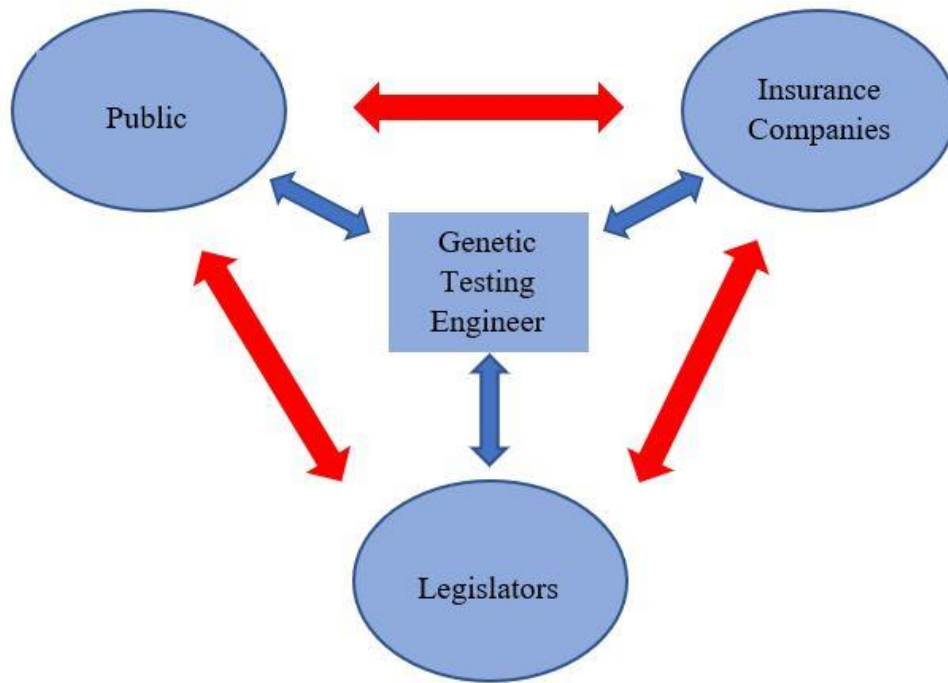 Public
Insurance
Companies
Genetic
Testing
Engineer
Legislators